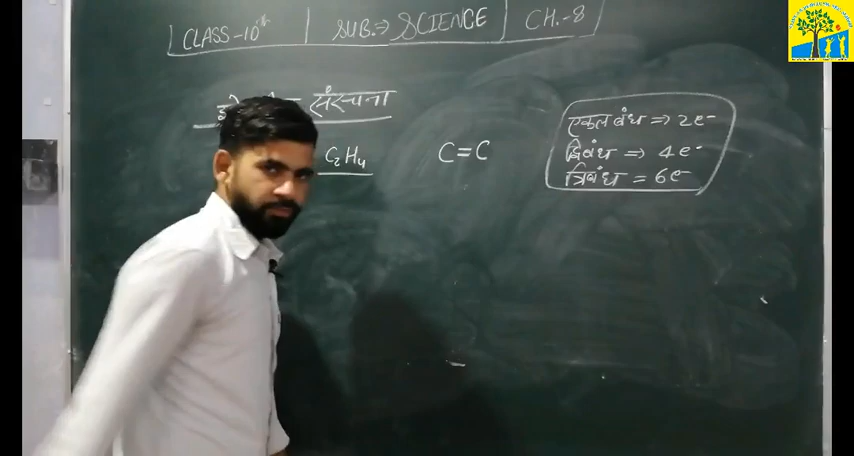 CLASS-10th | SUB.→ SCIENCE | CH.-8
संरचना
C2H4
C=C
एकल बंध ⇒ 2e-
द्विबंध ⇒ 4e-
त्रिबंध = 6e-